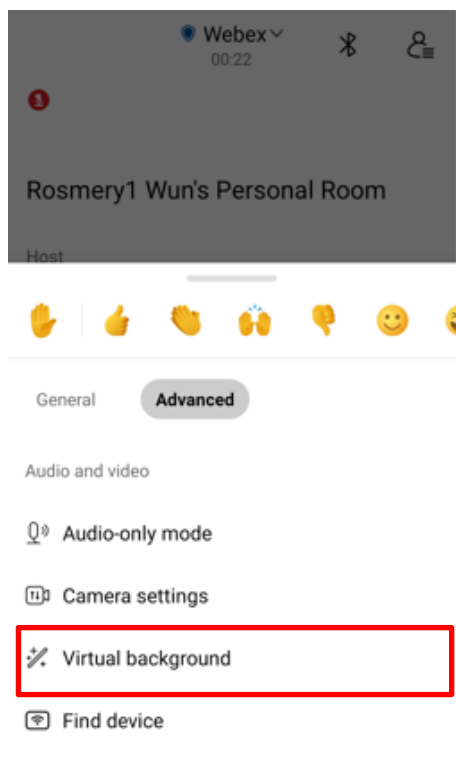 Webex
00:22
Rosmery1 Wun's Personal Room
Host
General
Advanced
Audio and video
Audio-only mode
Camera settings
Virtual background
Find device